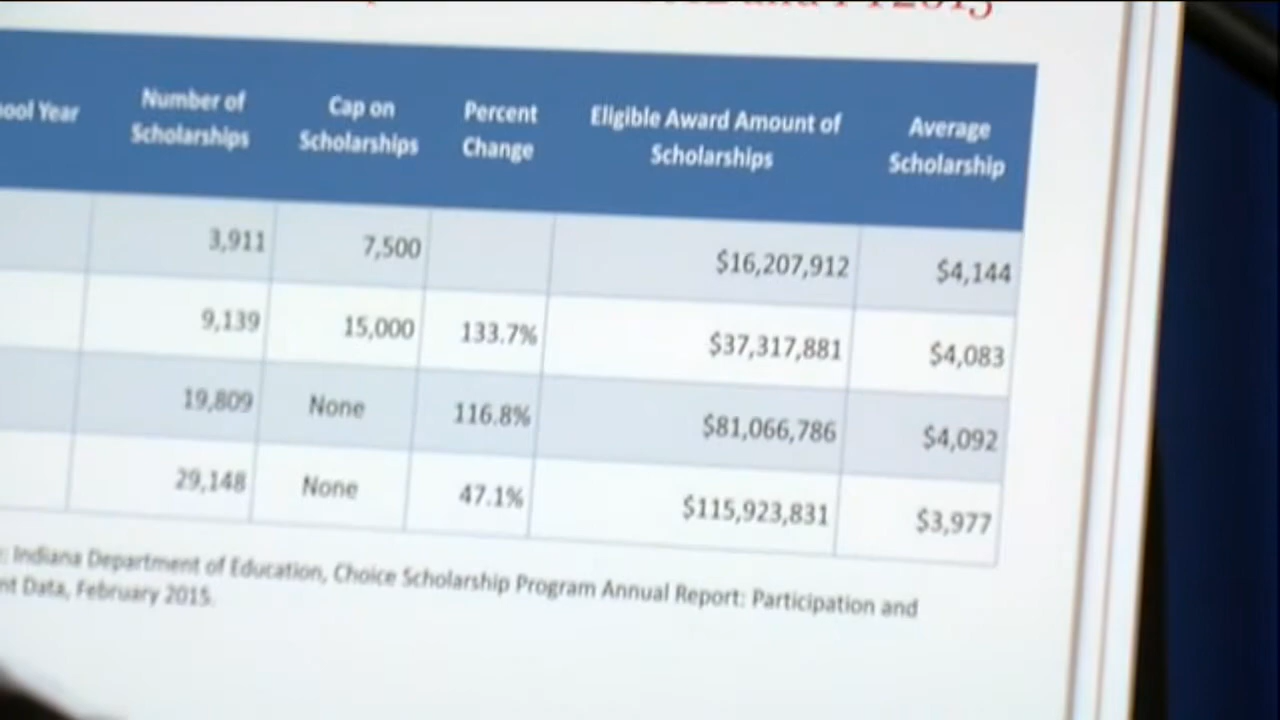 and FY2015
ool Year Number of Scholarships Cap on Scholarships Percent Change Eligible Award Amount of Scholarships Average Scholarship
3,911 7,500 $16,207,912 $4,144
9,139 15,000 133.7% $37,317,881 $4,083
19,809 None 116.8% $81,066,786 $4,092
29,148 None 47.1% $115,923,831 $3,977
: Indiana Department of Education, Choice Scholarship Program Annual Report: Participation and
nt Data, February 2015.